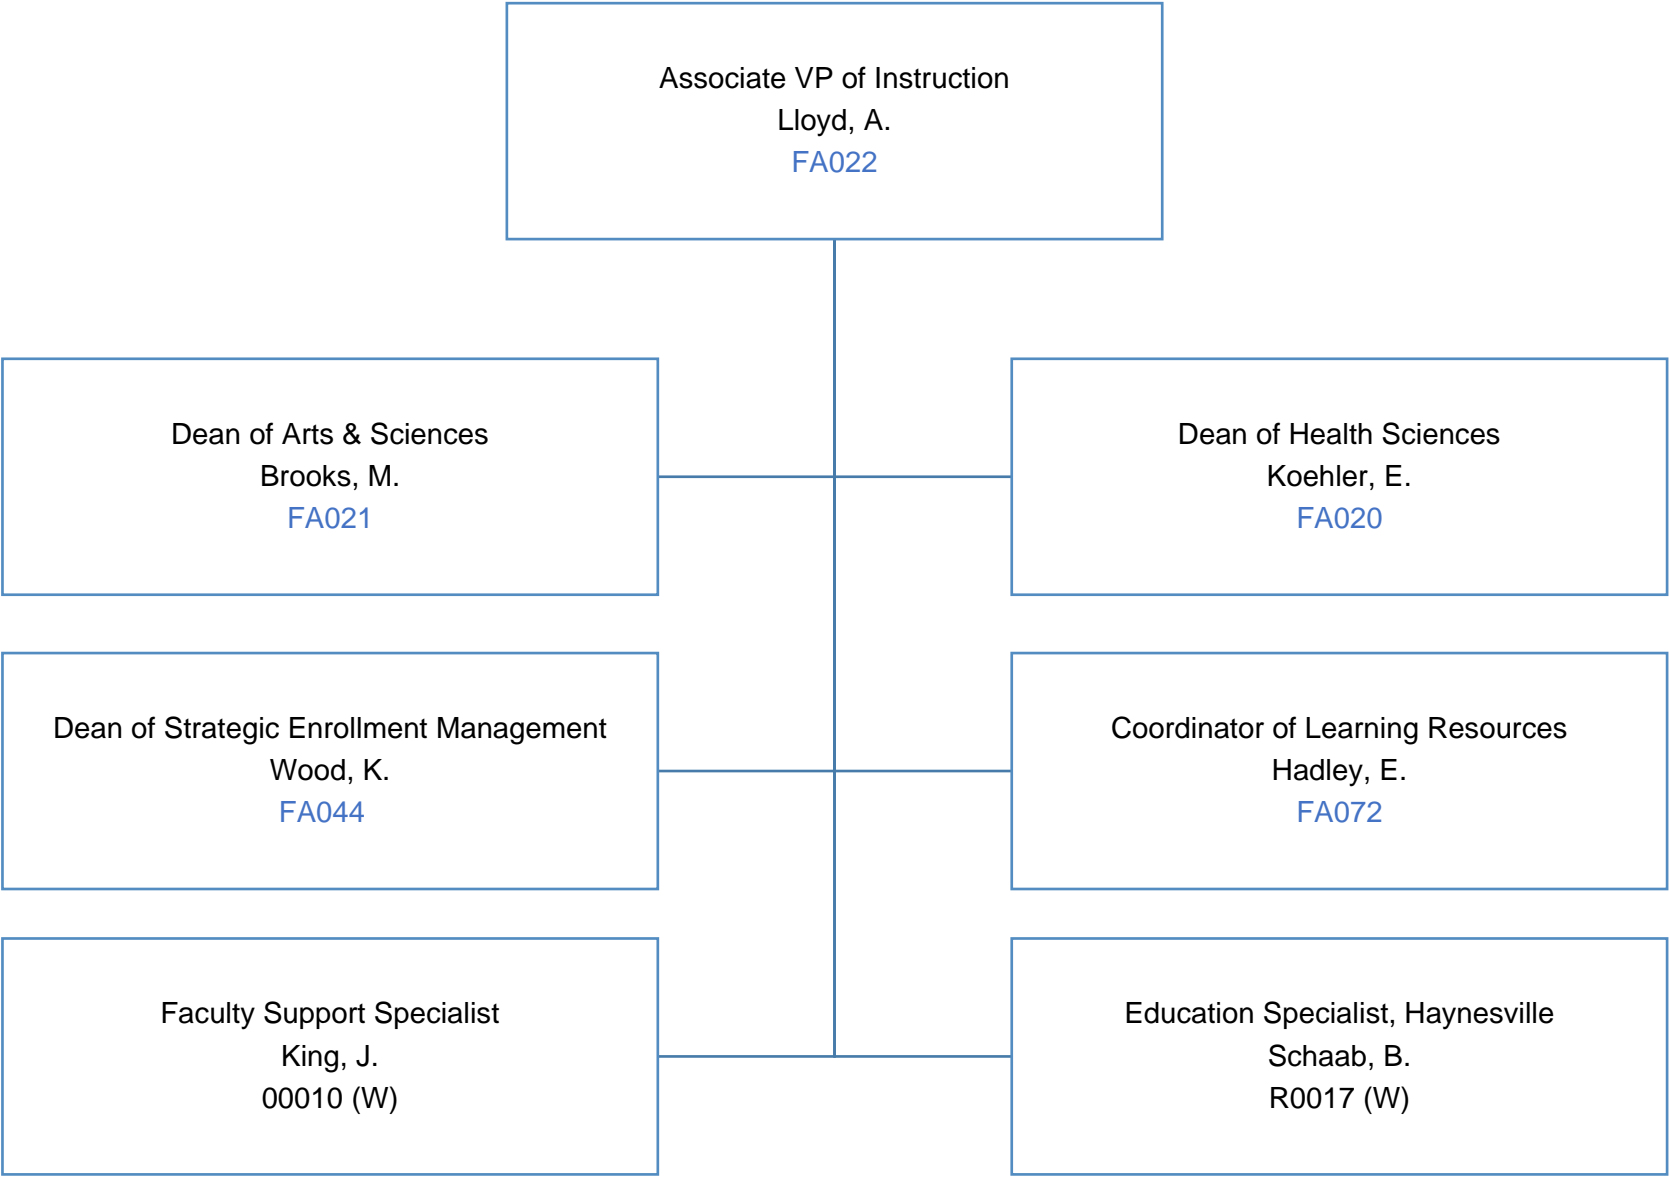 Associate VP of Instruction
Lloyd, A.
FA022
Dean of Arts & Sciences
Brooks, M.
FA021
Dean of Health Sciences
Koehler, E.
FA020
Dean of Strategic Enrollment Management
Wood, K.
FA044
Coordinator of Learning Resources
Hadley, E.
FA072
Faculty Support Specialist
King, J.
00010 (W)
Education Specialist, Haynesville
Schaab, B.
R0017 (W)